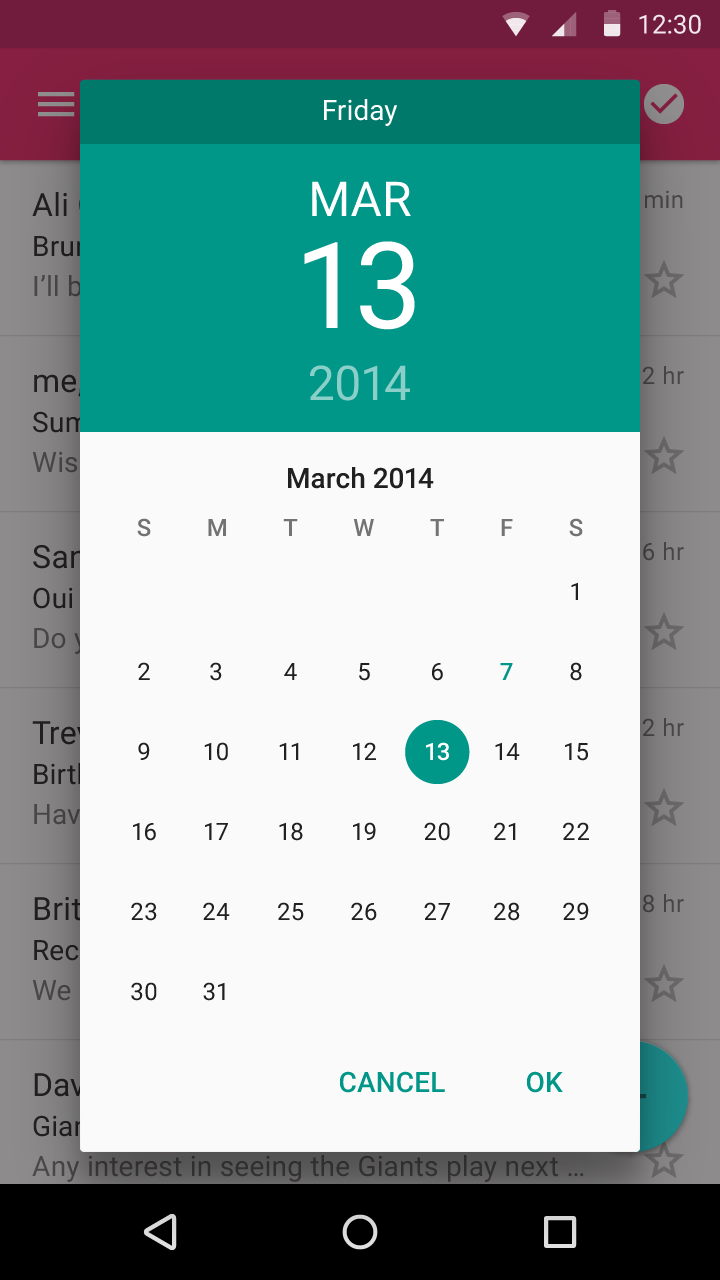 12:30
Friday
MAR
13
2014
Ali
min
Brun
I'll b
me,
2 hr
Sum
Wis
March 2014
S M T W T F S
1
2 3 4 5 6 7 8
9 10 11 12 13 14 15
16 17 18 19 20 21 22
23 24 25 26 27 28 29
30 31
San
6 hr
Oui
Do y
Trev
2 hr
Birth
Hav
Brit
8 hr
Rec
We
CANCEL OK
Dav
Gian
Any interest in seeing the Giants play next ...